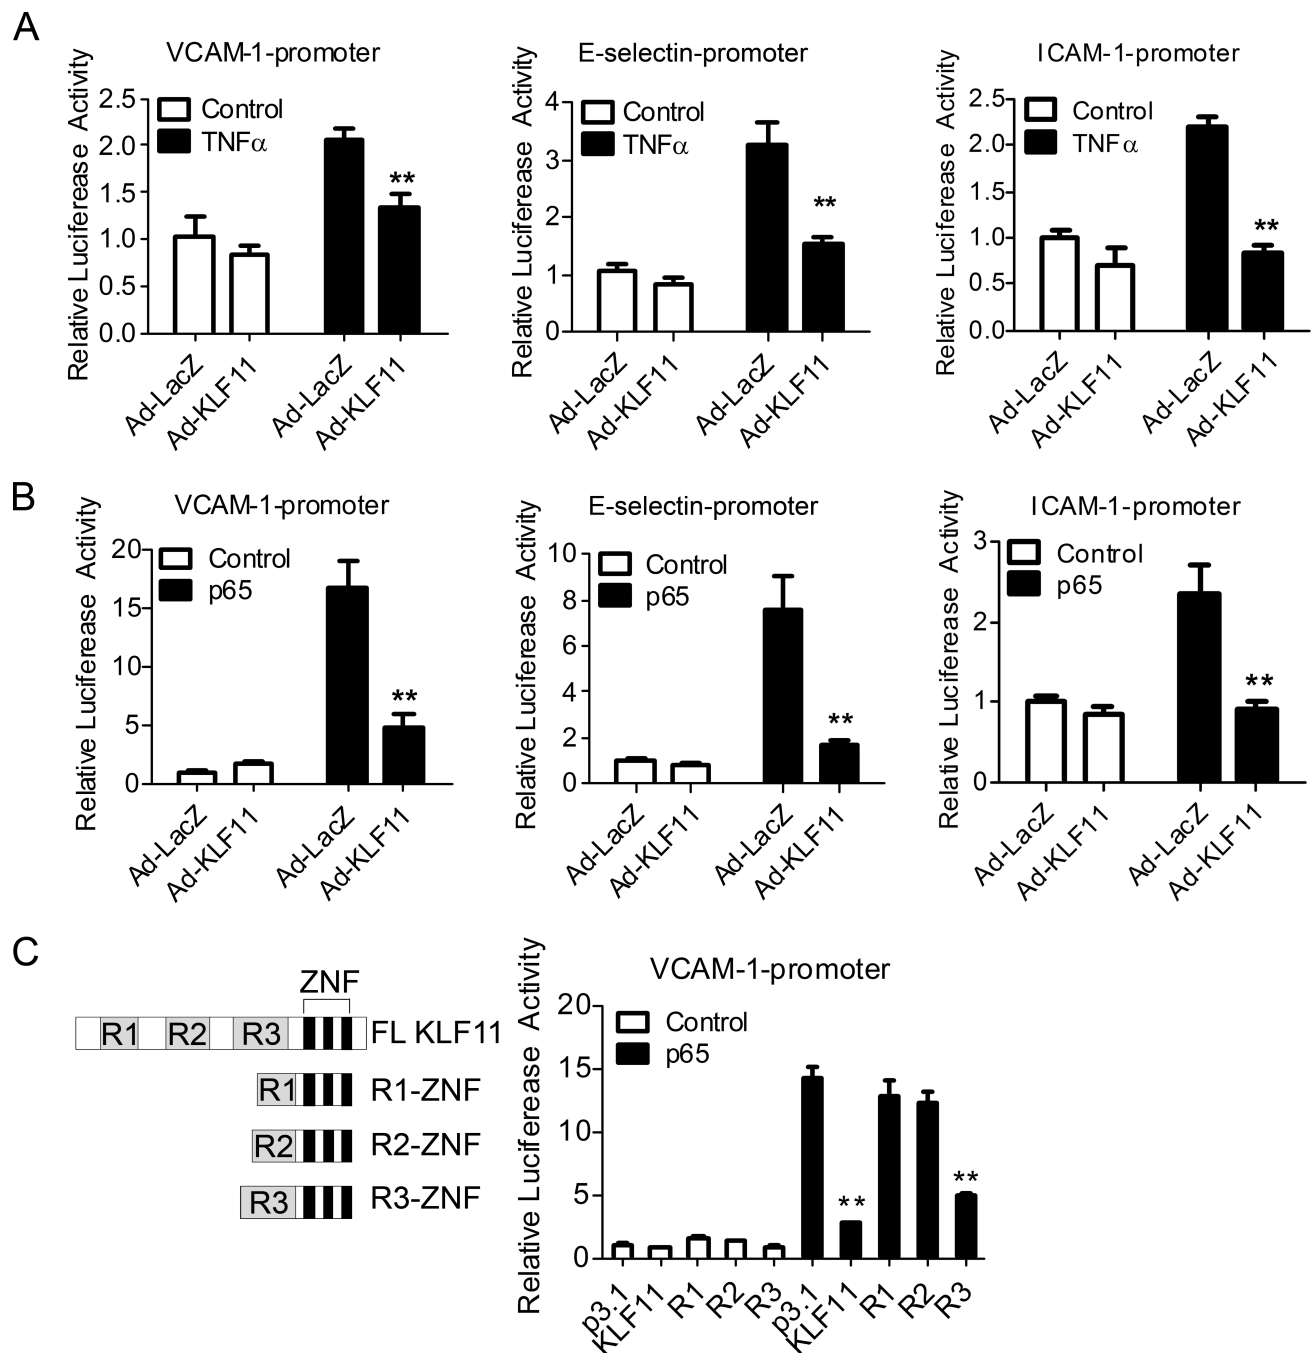 A
VCAM-1-promoter
Relative Luciferease Activity
2.5
2.0
1.5
1.0
0.5
0.0
Control
TNFα
**
Ad-LacZ
Ad-KLF11
Ad-LacZ
Ad-KLF11
E-selectin-promoter
Relative Luciferease Activity
4
3
2
1
0
Control
TNFα
**
Ad-LacZ
Ad-KLF11
Ad-LacZ
Ad-KLF11
ICAM-1-promoter
Relative Luciferease Activity
2.5
2.0
1.5
1.0
0.5
0.0
Control
TNFα
**
Ad-LacZ
Ad-KLF11
Ad-LacZ
Ad-KLF11
B
VCAM-1-promoter
Relative Luciferease Activity
20
15
10
5
0
Control
p65
**
Ad-LacZ
Ad-KLF11
Ad-LacZ
Ad-KLF11
E-selectin-promoter
Relative Luciferease Activity
10
8
6
4
2
0
Control
p65
**
Ad-LacZ
Ad-KLF11
Ad-LacZ
Ad-KLF11
ICAM-1-promoter
Relative Luciferease Activity
3
2
1
0
Control
p65
**
Ad-LacZ
Ad-KLF11
Ad-LacZ
Ad-KLF11
C
ZNF
R1 R2 R3 FL KLF11
R1 R1-ZNF
R2 R2-ZNF
R3 R3-ZNF
VCAM-1-promoter
Relative Luciferease Activity
20
15
10
5
0
Control
p65
**
**
p3.1
KLF11
R1
R2
R3
p3.1
KLF11
R1
R2
R3